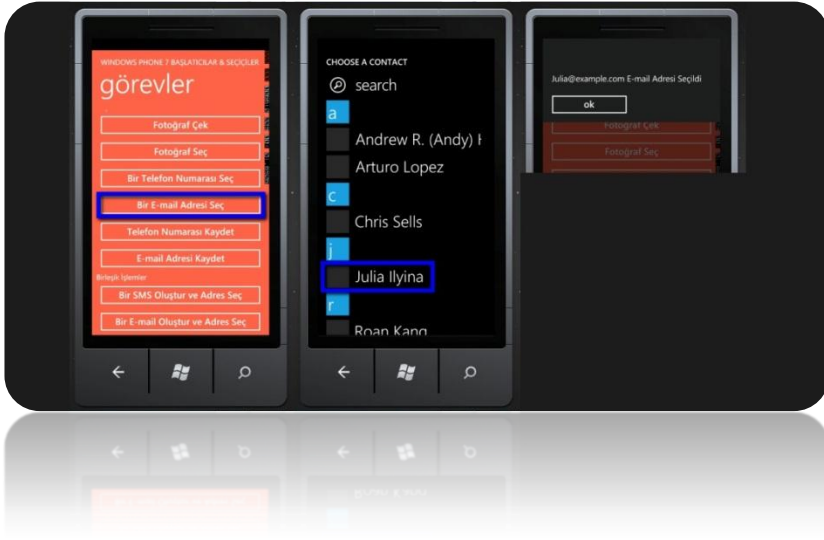 WINDOWS PHONE 7 BAŞLATICILAR & SEÇİCİLER
görevler
Fotoğraf Çek
Fotoğraf Seç
Bir Telefon Numarası Seç
Bir E-mail Adresi Seç
Telefon Numarası Kaydet
E-mail Adresi Kaydet
Birleşik İşlemler
Bir SMS Oluştur ve Adres Seç
Bir E-mail Oluştur ve Adres Seç
CHOOSE A CONTACT
search
a
Andrew R. (Andy)
Arturo Lopez
c
Chris Sells
j
Julia Ilyina
r
Roan Kang
Julia@example.com E-mail Adresi Seçildi
ok
Fotoğraf Çek
Fotoğraf Seç